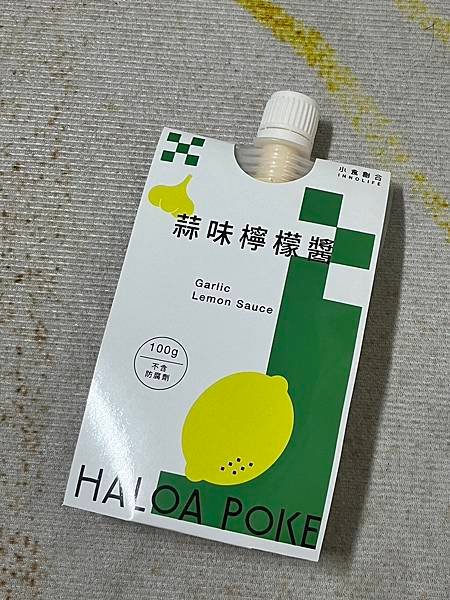 小食創合
INNOLIFE
蒜味檸檬醬
Garlic
Lemon Sauce
100g
不含
防腐劑
HALOA POKE